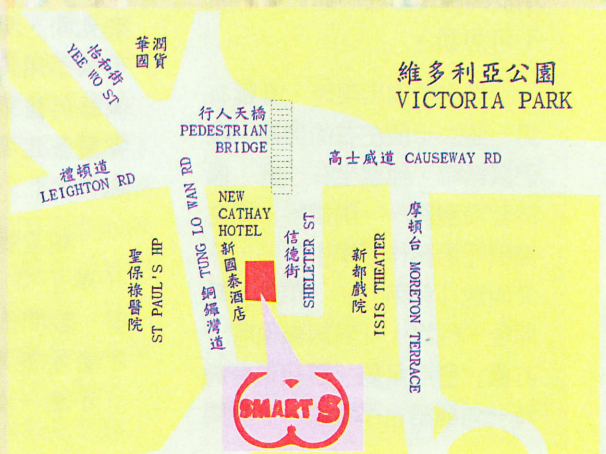 怡和街
YEE WO ST
華潤
國貨
維多利亞公園
VICTORIA PARK
行人天橋
PEDESTRIAN
BRIDGE
高士威道 CAUSEWAY RD
禮頓道
LEIGHTON RD
銅鑼灣道 TUNG LO WAN RD
NEW
CATHAY
HOTEL
新國泰酒店
信德街
SHELETER ST
聖保祿醫院
ST PAUL'S HP
新都戲院
ISIS THEATER
摩頓台 MORETON TERRACE
SMART S